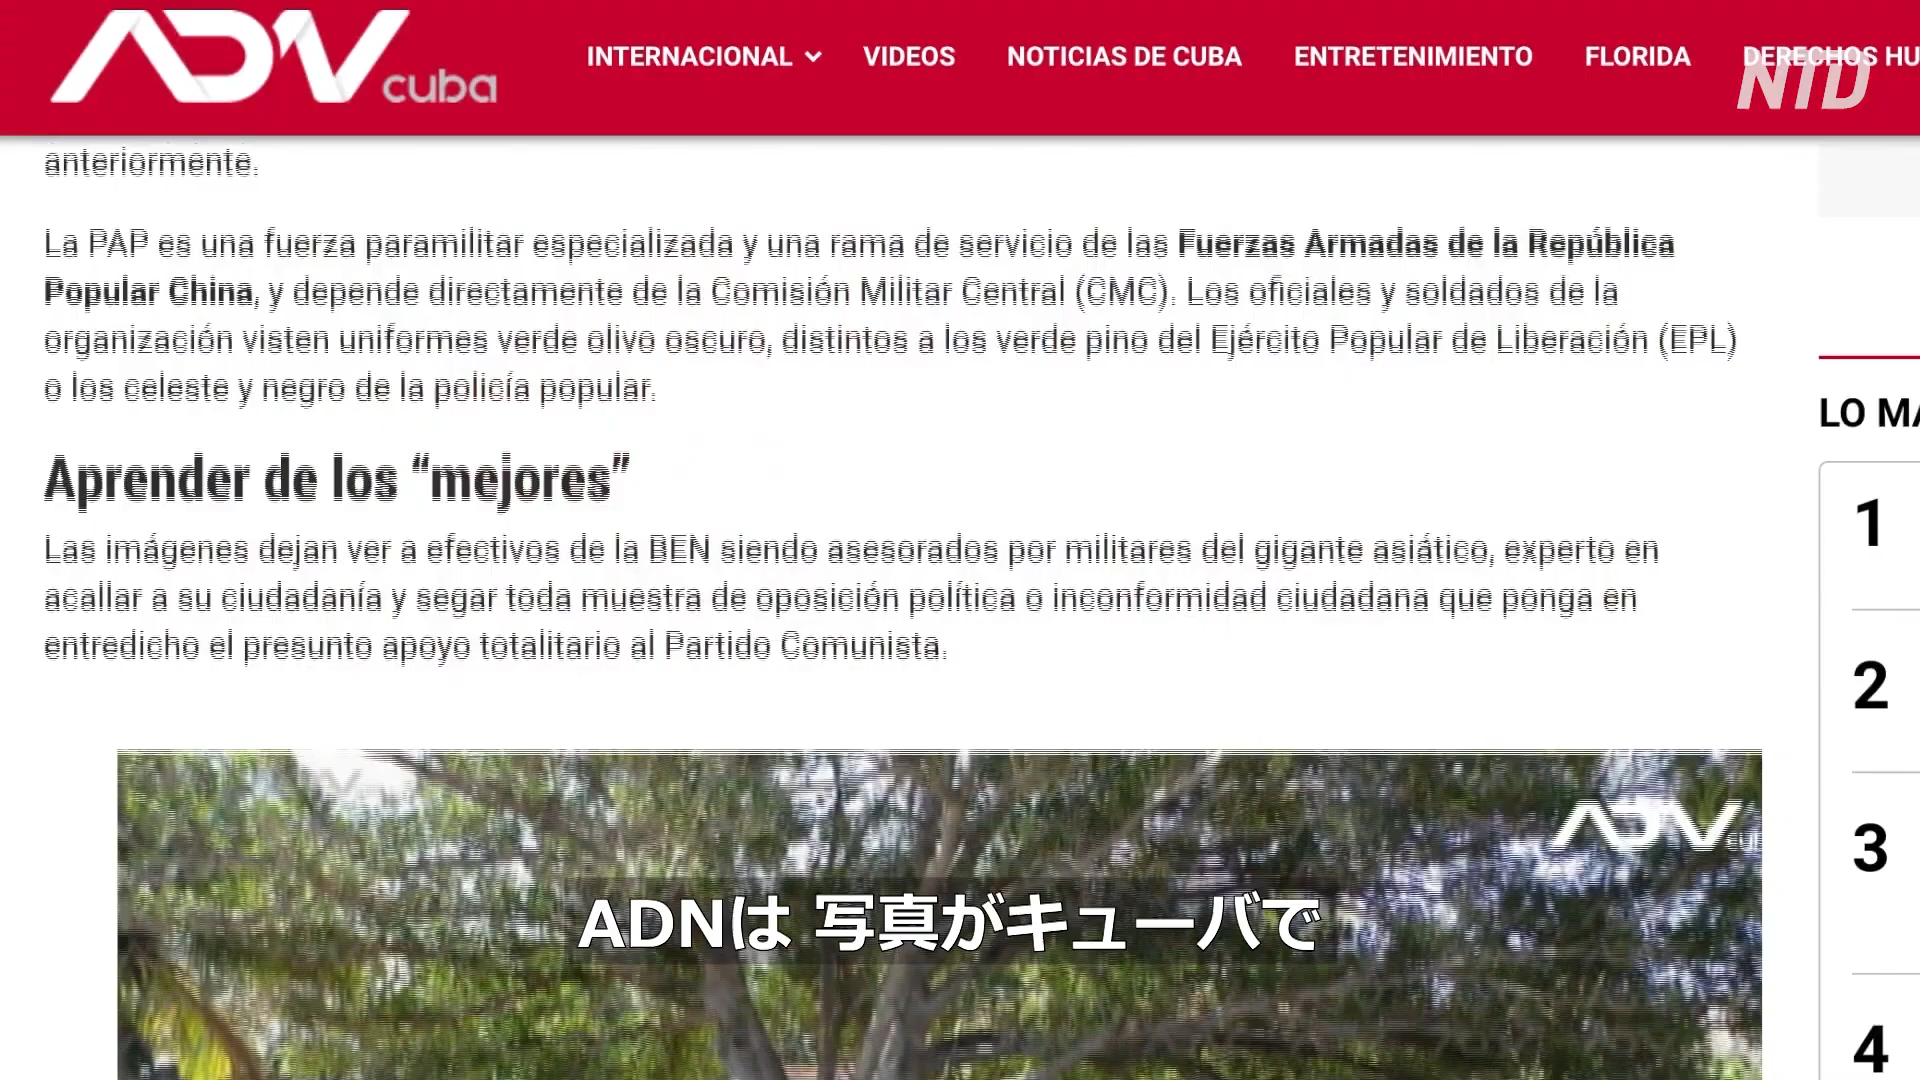 ADN cuba
INTERNACIONAL VIDEOS NOTICIAS DE CUBA ENTRETENIMIENTO FLORIDA DERECHOS HU
NTD
anteriormente.
La PAP es una fuerza paramilitar especializada y una rama de servicio de las Fuerzas Armadas de la República
Popular China, y depende directamente de la Comisión Militar Central (CMC). Los oficiales y soldados de la
organización visten uniformes verde olivo oscuro, distintos a los verde pino del Ejército Popular de Liberación (EPL)
o los celeste y negro de la policía popular.
LO MA
Aprender de los “mejores”
Las imágenes dejan ver a efectivos de la BEN siendo asesorados por militares del gigante asiático, experto en
acallar a su ciudadanía y segar toda muestra de oposición política o inconformidad ciudadana que ponga en
entredicho el presunto apoyo totalitario al Partido Comunista.
1
2
3
4
ADN cu
ADNは 写真がキューバで